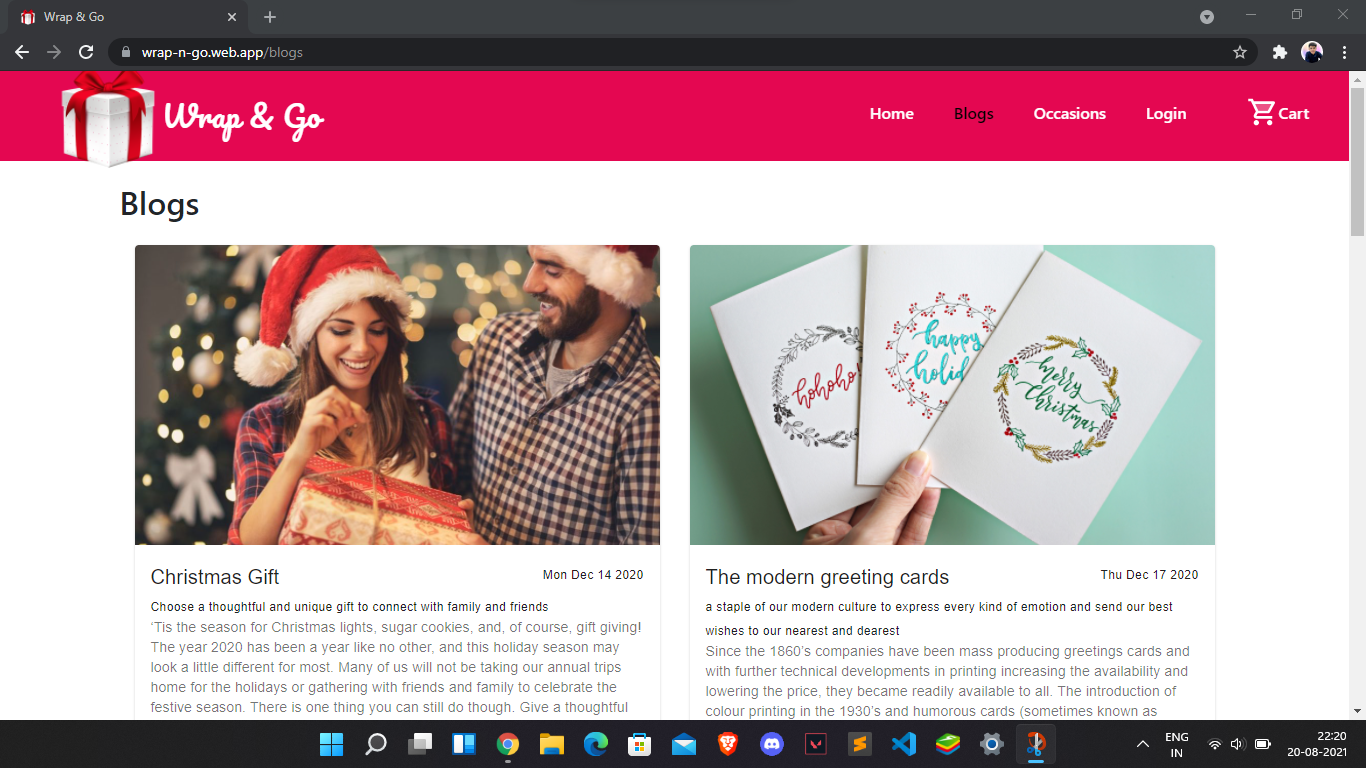 Wrap & Go
wrap-n-go.web.app/blogs
Wrap & Go
Home
Blogs
Occasions
Login
Cart
Blogs
hohoho!
happy
holid
merry
Christmas
Christmas Gift
Mon Dec 14 2020
Choose a thoughtful and unique gift to connect with family and friends
‘Tis the season for Christmas lights, sugar cookies, and, of course, gift giving!
The year 2020 has been a year like no other, and this holiday season may
look a little different for most. Many of us will not be taking our annual trips
home for the holidays or gathering with friends and family to celebrate the
festive season. There is one thing you can still do though. Give a thoughtful
The modern greeting cards
Thu Dec 17 2020
a staple of our modern culture to express every kind of emotion and send our best
wishes to our nearest and dearest
Since the 1860’s companies have been mass producing greetings cards and
with further technical developments in printing increasing the availability and
lowering the price, they became readily available to all. The introduction of
colour printing in the 1930’s and humorous cards (sometimes known as
ENG
IN
22:20
20-08-2021